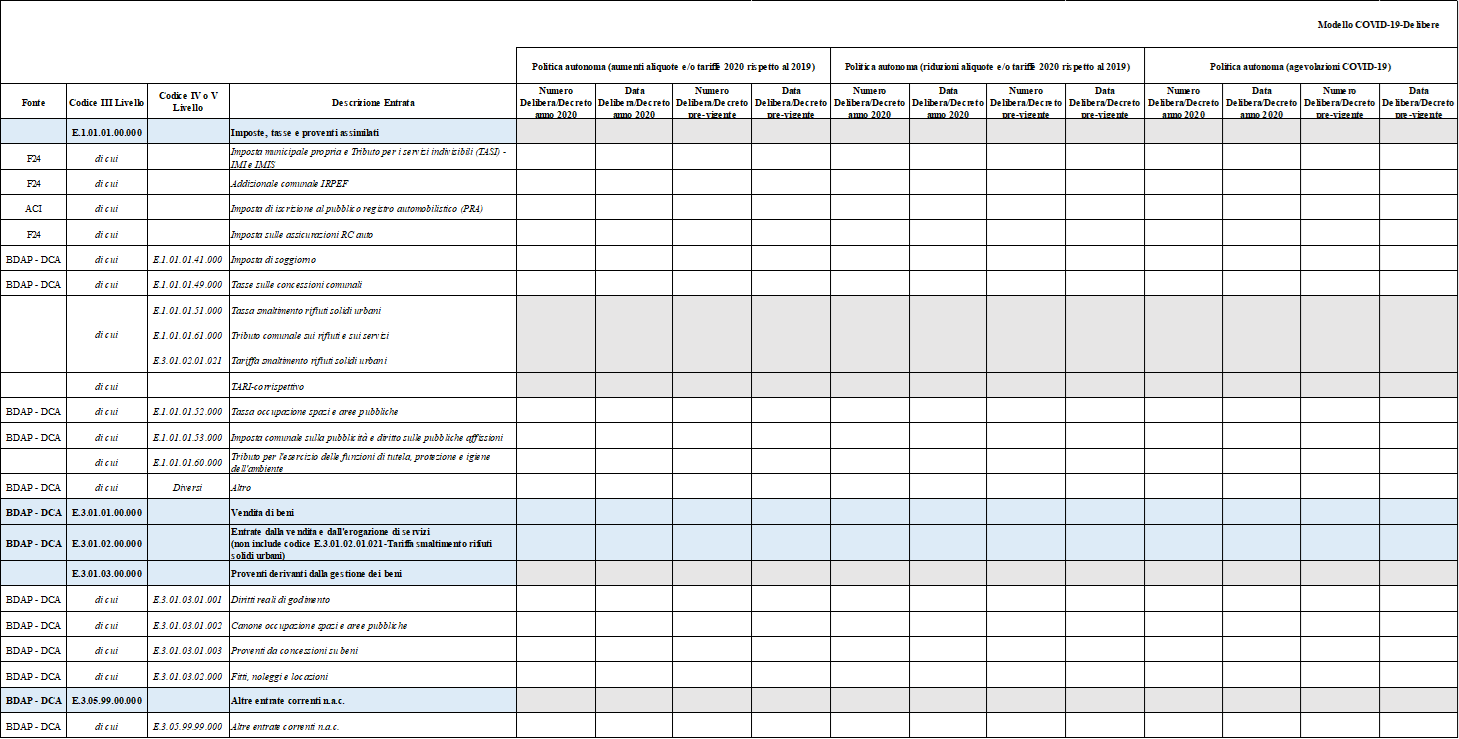 Modello COVID-19-Delibere
Politica autonoma (aumenti aliquote e/o tariffe 2020 rispetto al 2019) Politica autonoma (riduzioni aliquote e/o tariffe 2020 rispetto al 2019) Politica autonoma (agevolazioni COVID-19)
Fonte Codice III Livello Codice IV o V Livello Descrizione Entrata Numero Delibera/Decreto anno 2020 Data Delibera/Decreto anno 2020 Numero Delibera/Decreto pre-vigente Data Delibera/Decreto pre-vigente Numero Delibera/Decreto anno 2020 Data Delibera/Decreto anno 2020 Numero Delibera/Decreto pre-vigente Data Delibera/Decreto pre-vigente Numero Delibera/Decreto anno 2020 Data Delibera/Decreto anno 2020 Numero Delibera/Decreto pre-vigente Data Delibera/Decreto pre-vigente
E.1.01.01.00.000 Imposte, tasse e proventi assimilati
F24 di cui Imposta municipale propria e Tributo per i servizi indivisibili (TASI) -
IMI e IMIS
F24 di cui Addizionale comunale IRPEF
ACI di cui Imposta di iscrizione al pubblico registro automobilistico (PRA)
F24 di cui Imposta sulle assicurazioni RC auto
BDAP - DCA di cui E.1.01.01.41.000 Imposta di soggiorno
BDAP - DCA di cui E.1.01.01.49.000 Tasse sulle concessioni comunali
E.1.01.01.51.000 Tassa smaltimento rifiuti solidi urbani
di cui E.1.01.01.61.000 Tributo comunale sui rifiuti e sui servizi
E.3.01.02.01.021 Tariffa smaltimento rifiuti solidi urbani
di cui TARI-corrispettivo
BDAP - DCA di cui E.1.01.01.52.000 Tassa occupazione spazi e aree pubbliche
BDAP - DCA di cui E.1.01.01.53.000 Imposta comunale sulla pubblicità e diritto sulle pubbliche affissioni
di cui E.1.01.01.60.000 Tributo per l'esercizio delle funzioni di tutela, protezione e igiene
dell'ambiente
BDAP - DCA di cui Diversi Altro
BDAP - DCA E.3.01.01.00.000 Vendita di beni
BDAP - DCA E.3.01.02.00.000 Entrate dalla vendita e dall'erogazione di servizi
(non include codice E.3.01.02.01.021-Tariffa smaltimento rifiuti
solidi urbani)
E.3.01.03.00.000 Proventi derivanti dalla gestione dei beni
BDAP - DCA di cui E.3.01.03.01.001 Diritti reali di godimento
BDAP - DCA di cui E.3.01.03.01.002 Canone occupazione spazi e aree pubbliche
BDAP - DCA di cui E.3.01.03.01.003 Proventi da concessioni su beni
BDAP - DCA di cui E.3.01.03.02.000 Fitti, noleggi e locazioni
BDAP - DCA E.3.05.99.00.000 Altre entrate correnti n.a.c.
BDAP - DCA di cui E.3.05.99.99.000 Altre entrate correnti n.a.c.